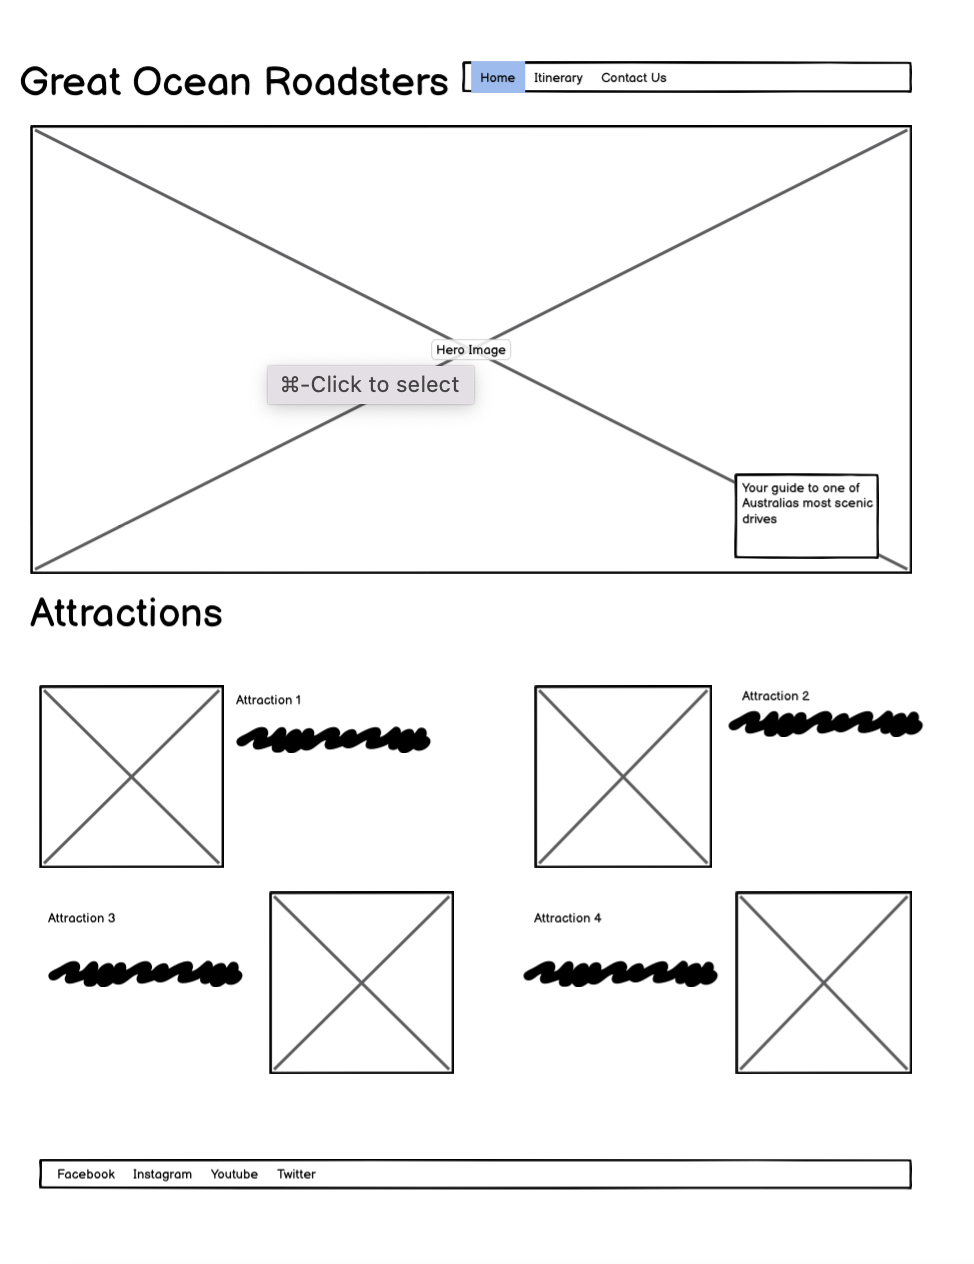 Great Ocean Roadsters
Home Itinerary Contact Us
Hero Image
⌘-Click to select
Your guide to one of
Australias most scenic
drives
Attractions
Attraction 1
Attraction 2
Attraction 3
Attraction 4
Facebook Instagram Youtube Twitter